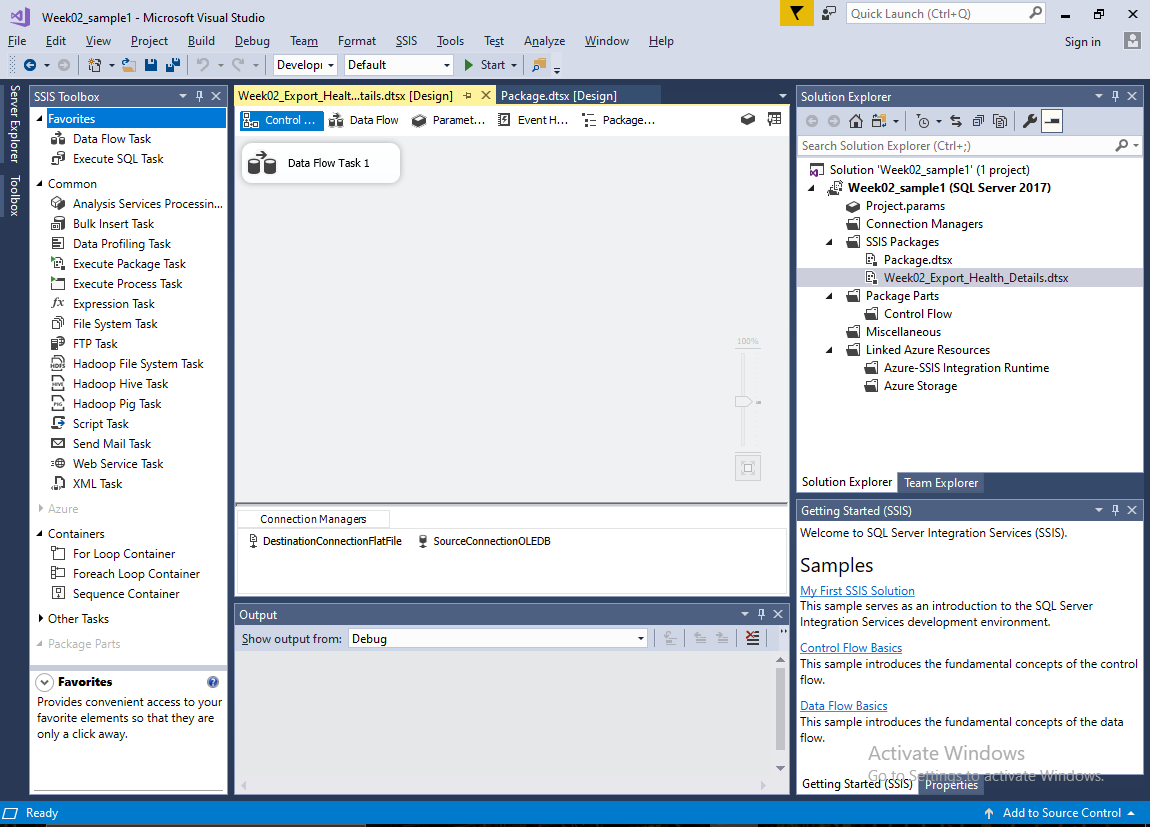 Week02_sample1 - Microsoft Visual Studio
Quick Launch (Ctrl+Q)
File Edit View Project Build Debug Team Format SSIS Tools Test Analyze Window Help
Sign in
Developi Default Start
Server Explorer
Toolbox
SSIS Toolbox
Favorites
Data Flow Task
Execute SQL Task
Common
Analysis Services Processin...
Bulk Insert Task
Data Profiling Task
Execute Package Task
Execute Process Task
Expression Task
File System Task
FTP Task
Hadoop File System Task
Hadoop Hive Task
Hadoop Pig Task
Script Task
Send Mail Task
Web Service Task
XML Task
Azure
Containers
For Loop Container
Foreach Loop Container
Sequence Container
Other Tasks
Package Parts
Favorites
Provides convenient access to your
favorite elements so that they are
only a click away.
Week02_Export_Healt...tails.dtsx [Design] Package.dtsx [Design]
Control ... Data Flow Paramet... Event H... Package...
Data Flow Task 1
100%
Connection Managers
DestinationConnectionFlatFile SourceConnectionOLEDB
Output
Show output from: Debug
Solution Explorer
Search Solution Explorer (Ctrl+;)
Solution 'Week02_sample1' (1 project)
Week02_sample1 (SQL Server 2017)
Project.params
Connection Managers
SSIS Packages
Package.dtsx
Week02_Export_Health_Details.dtsx
Package Parts
Control Flow
Miscellaneous
Linked Azure Resources
Azure-SSIS Integration Runtime
Azure Storage
Solution Explorer Team Explorer
Getting Started (SSIS)
Welcome to SQL Server Integration Services (SSIS).
Samples
My First SSIS Solution
This sample serves as an introduction to the SQL Server
Integration Services development environment.
Control Flow Basics
This sample introduces the fundamental concepts of the control
flow.
Data Flow Basics
This sample introduces the fundamental concepts of the data
flow.
Activate Windows
Go to Settings to activate Windows.
Getting Started (SSIS) Properties
Ready
Add to Source Control